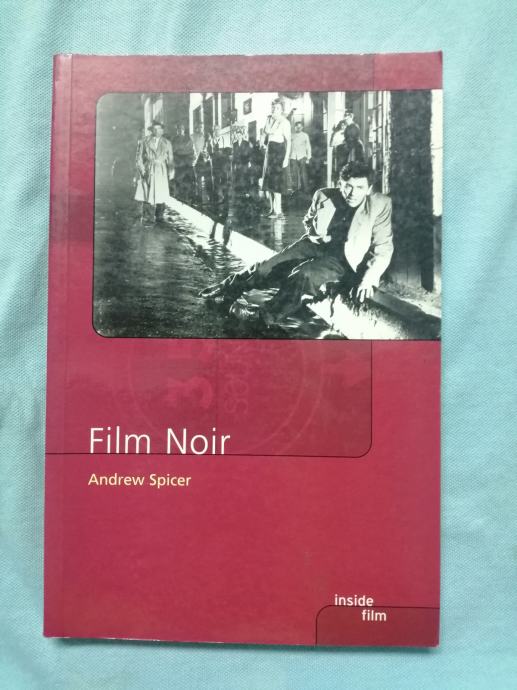 Film Noir
Andrew Spicer
inside
film